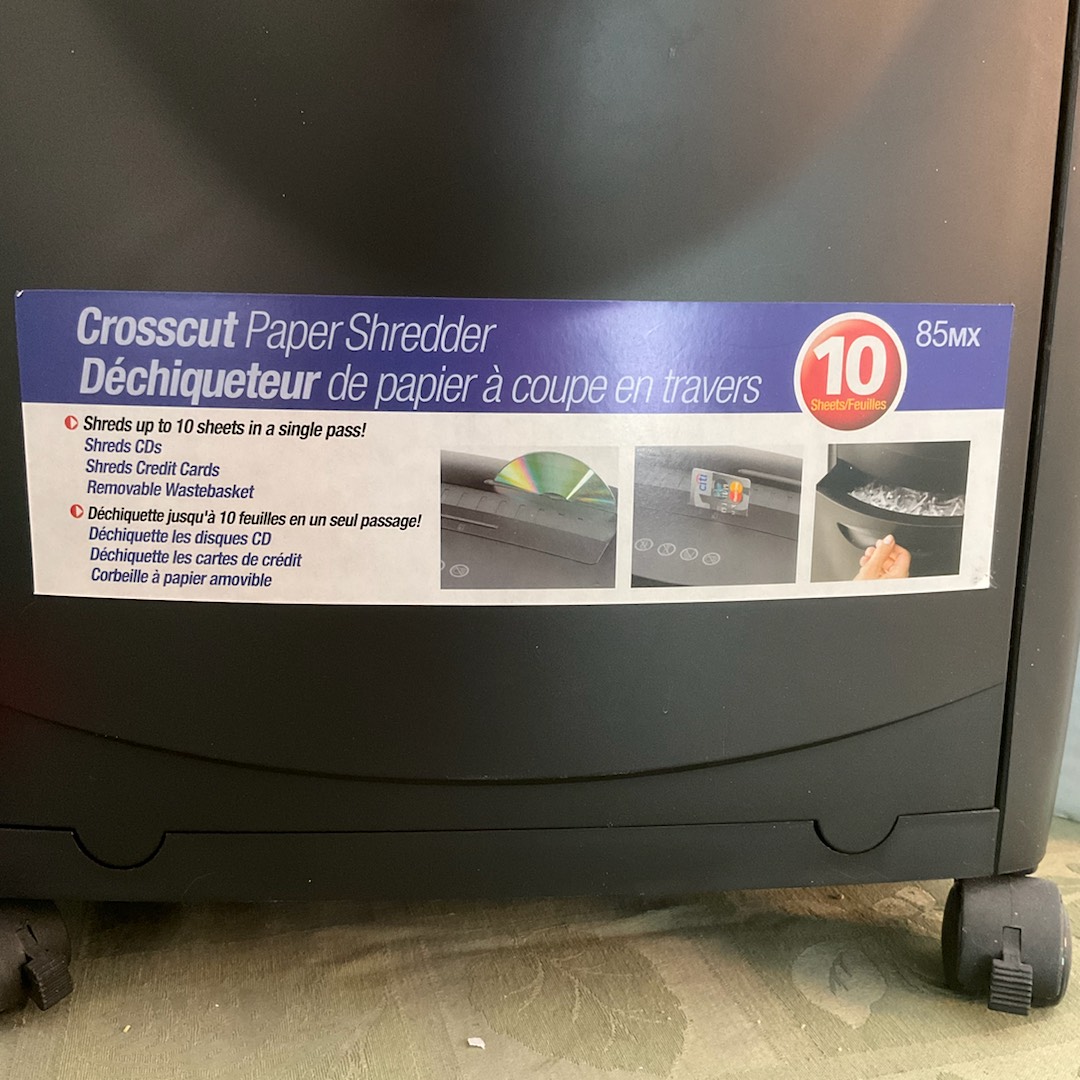 Crosscut Paper Shredder
Déchiqueteur de papier à coupe en travers
10
Sheets/Feuilles
85MX
Shreds up to 10 sheets in a single pass!
Shreds CDs
Shreds Credit Cards
Removable Wastebasket
Déchiquette jusqu'à 10 feuilles en un seul passage!
Déchiquette les disques CD
Déchiquette les cartes de crédit
Corbeille à papier amovible
citi